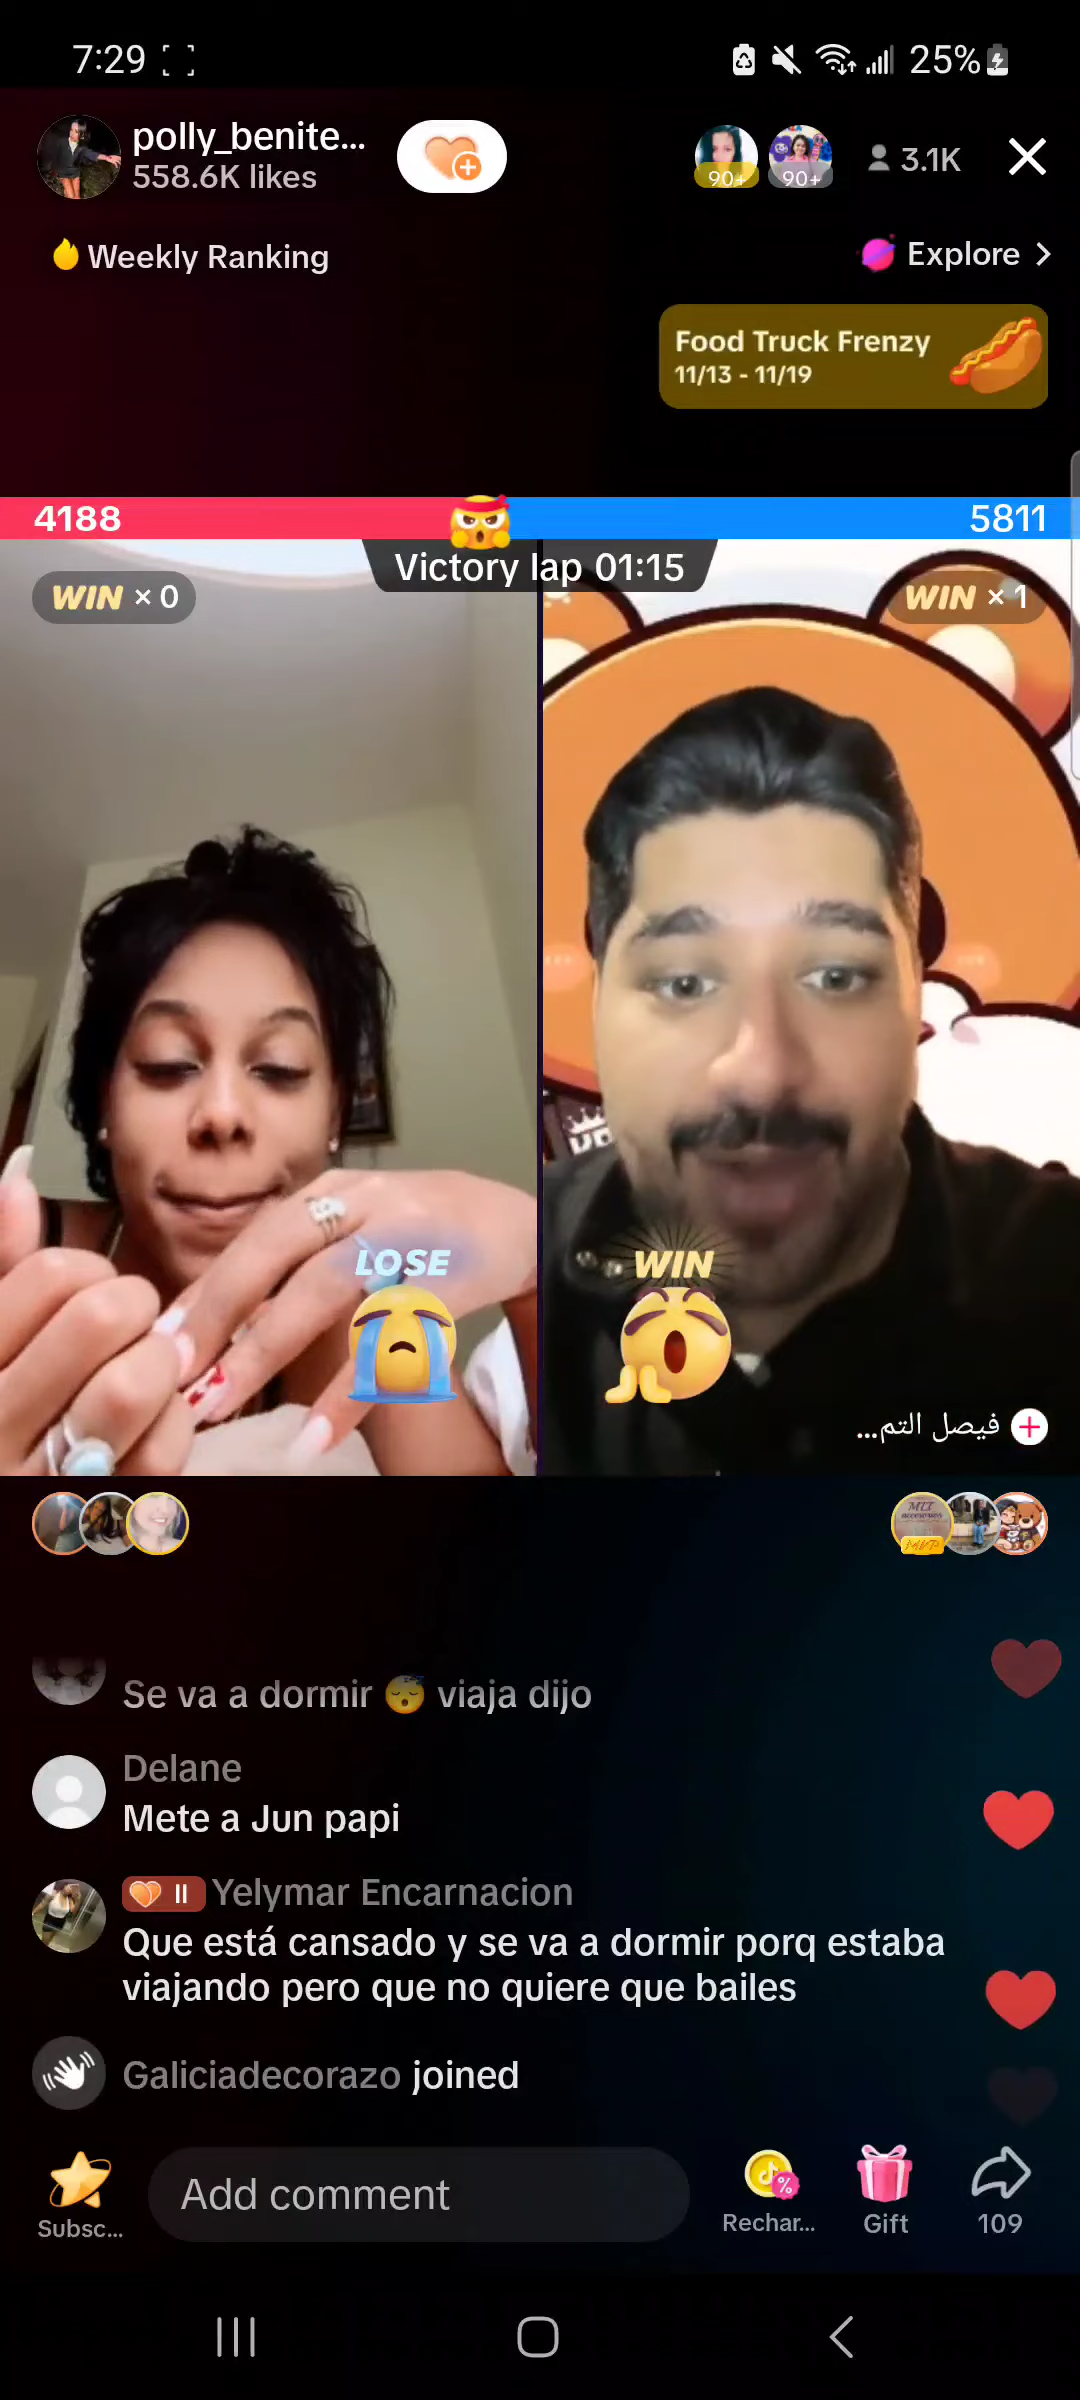 7:29
25%
polly_benite...
558.6K likes
90+
90+
3.1K
Weekly Ranking
Explore
Food Truck Frenzy
11/13 - 11/19
4188
5811
Victory lap 01:15
WIN × 0
WIN × 1
LOSE
WIN
فيصل التم...
MLT
accesorios
MVP
Se va a dormir 😴 viaja dijo
Delane
Mete a Jun papi
II Yelymar Encarnacion
Que está cansado y se va a dormir porq estaba
viajando pero que no quiere que bailes
Galiciadecorazo joined
Subsc...
Add comment
%
Rechar...
Gift
109